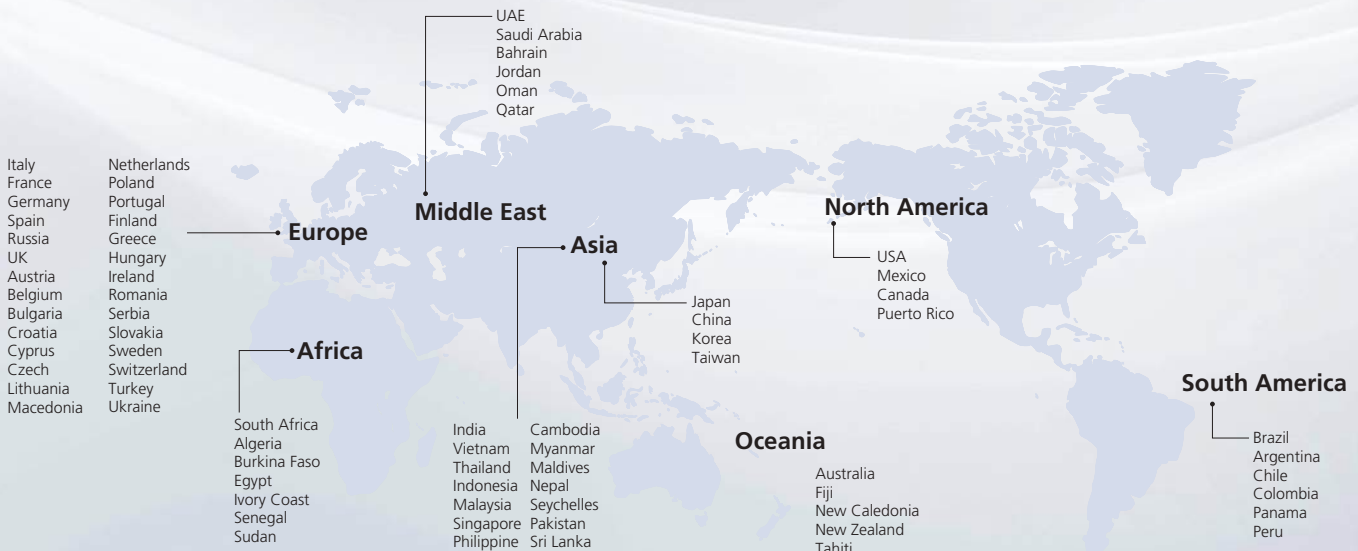 UAE
Saudi Arabia
Bahrain
Jordan
Oman
Qatar
Middle East
Italy
France
Germany
Spain
Russia
UK
Austria
Belgium
Bulgaria
Croatia
Cyprus
Czech
Lithuania
Macedonia
Netherlands
Poland
Portugal
Finland
Greece
Hungary
Ireland
Romania
Serbia
Slovakia
Sweden
Switzerland
Turkey
Ukraine
Europe
Africa
South Africa
Algeria
Burkina Faso
Egypt
Ivory Coast
Senegal
Sudan
Asia
Japan
China
Korea
Taiwan
India
Vietnam
Thailand
Indonesia
Malaysia
Singapore
Philippine
Cambodia
Myanmar
Maldives
Nepal
Seychelles
Pakistan
Sri Lanka
Oceania
Australia
Fiji
New Caledonia
New Zealand
Tahiti
North America
USA
Mexico
Canada
Puerto Rico
South America
Brazil
Argentina
Chile
Colombia
Panama
Peru